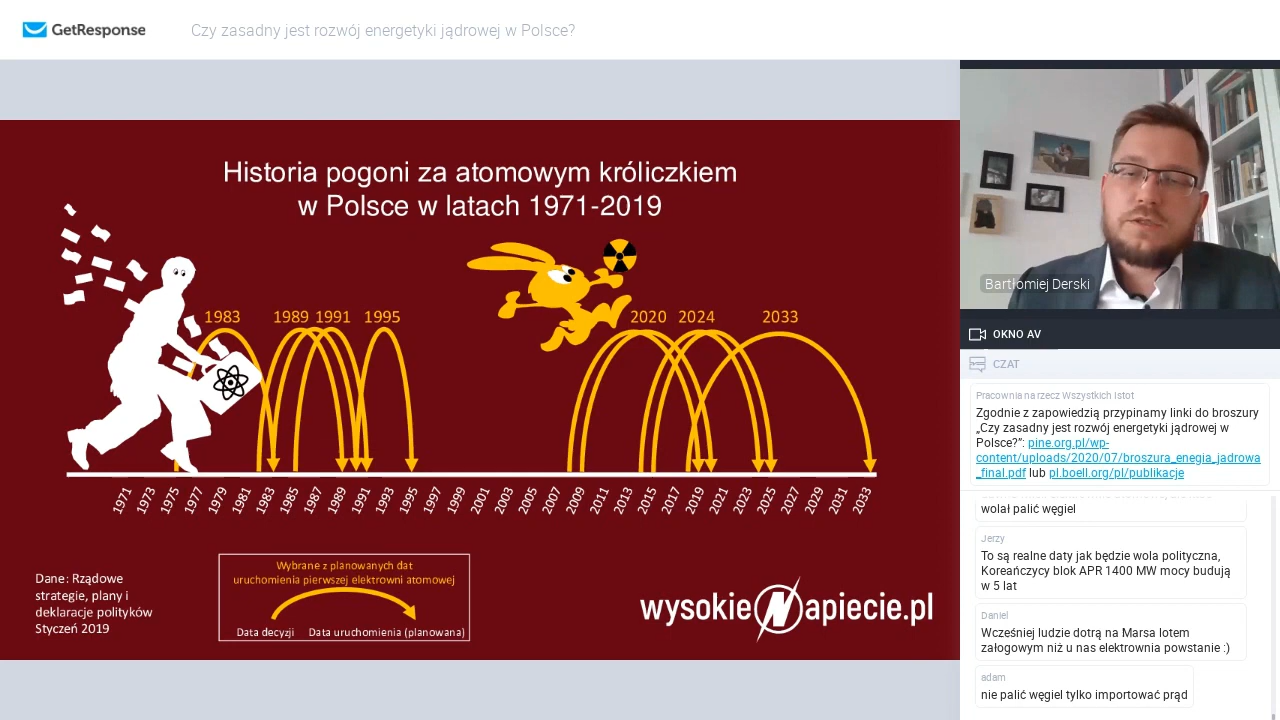 GetResponse
Czy zasadny jest rozwój energetyki jądrowej w Polsce?
Historia pogoni za atomowym króliczkiem
w Polsce w latach 1971-2019
1983 1989 1991 1995 2020 2024 2033
1971 1973 1975 1977 1979 1981 1983 1985 1987 1989 1991 1993 1995 1997 1999 2001 2003 2005 2007 2009 2011 2013 2015 2017 2019 2021 2023 2025 2027 2029 2031 2033
Dane: Rządowe
strategie, plany i
deklaracje polityków
Styczeń 2019
Wybrane z planowanych dat
uruchomienia pierwszej elektrowni atomowej
Data decyzji Data uruchomienia (planowana)
wysokieNapiecie.pl
Bartłomiej Derski
OKNO AV
CZAT
Pracownia na rzecz Wszystkich Istot
Zgodnie z zapowiedzią przypinamy linki do broszury
„Czy zasadny jest rozwój energetyki jądrowej w
Polsce?”: pine.org.pl/wp-
content/uploads/2020/07/broszura_enegia_jadrowa
_final.pdf lub pl.boell.org/pl/publikacje
wolał palić węgiel
Jerzy
To są realne daty jak będzie wola polityczna,
Koreańczycy blok APR 1400 MW mocy budują
w 5 lat
Daniel
Wcześniej ludzie dotrą na Marsa lotem
załogowym niż u nas elektrownia powstanie :)
adam
nie palić węgiel tylko importować prąd